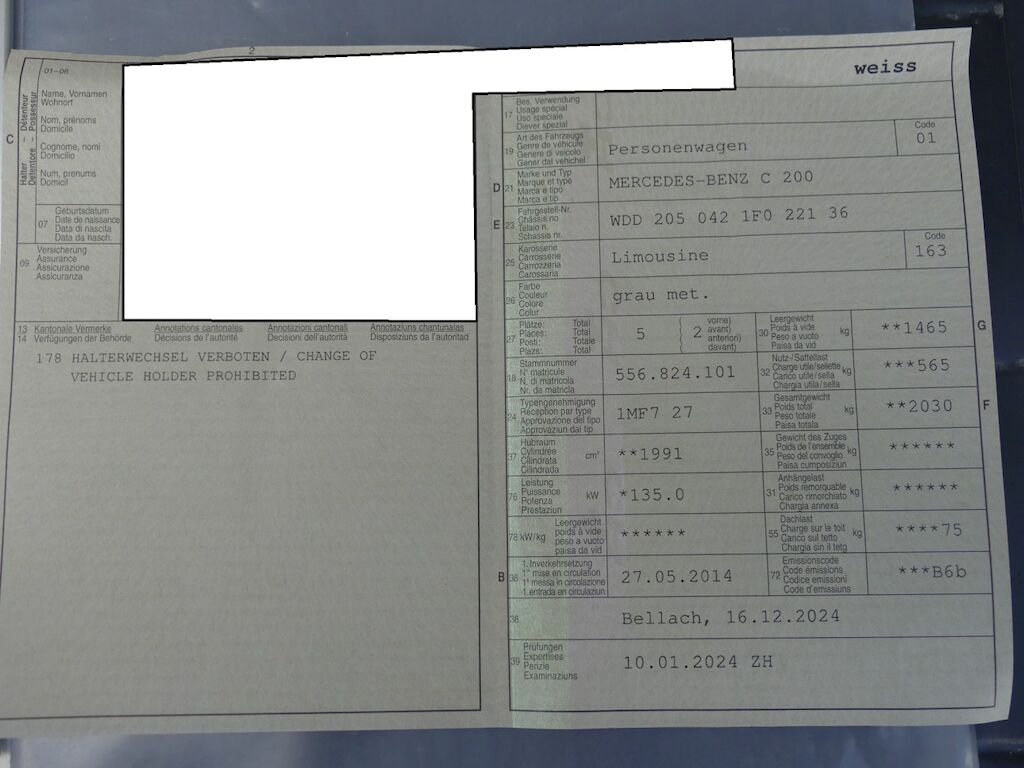 2
01–06
C
Halter – Détenteur
Detentore – Possessur
Name, Vornamen
Wohnort
Nom, prénoms
Domicile
Cognome, nomi
Domicilio
Num, prenums
Domicil
07
Geburtsdatum
Date de naissance
Data di nascita
Data da nasch.
09
Versicherung
Assurance
Assicurazione
Assicuranza
13 Kantonale Vermerke Annotations cantonales Annotazioni cantonali Annotaziuns chantunalas
14 Verfügungen der Behörde Décisions de l'autorité Decisioni dell'autorità Disposiziuns da l'autoritad
178 HALTERWECHSEL VERBOTEN / CHANGE OF
VEHICLE HOLDER PROHIBITED
weiss
17
Bes. Verwendung
Usage spécial
Uso speciale
Diever spezial
19
Art des Fahrzeugs
Genre de véhicule
Genere di veicolo
Gener dal vehichel
Personenwagen
Code
01
D 21
Marke und Typ
Marque et type
Marca e tipo
Marca e tip
MERCEDES-BENZ C 200
E 23
Fahrgestell-Nr.
Châssis no
Telaio n.
Schassis nr.
WDD 205 042 1F0 221 36
25
Karosserie
Carrosserie
Carrozzeria
Carossaria
Limousine
Code
163
26
Farbe
Couleur
Colore
Colur
grau met.
27
Plätze: Total
Places: Total
Posti: Totale
Plazs: Total
5
( 2
vorne)
avant)
anteriori)
davant)
30
Leergewicht
Poids à vide
Peso a vuoto
Paisa da vid
kg
**1465
G
18
Stammnummer
N° matricule
N. di matricola
Nr. da matricla
556.824.101
32
Nutz-/Sattellast
Charge utile/sellette
Carico utile/sella
Chargia utila/sella
kg
***565
24
Typengenehmigung
Réception par type
Approvazione del tipo
Approvaziun dal tip
1MF7 27
33
Gesamtgewicht
Poids total
Peso totale
Paisa totala
kg
**2030
F
37
Hubraum
Cylindrée
Cilindrata
Cilindrada
cm³
**1991
35
Gewicht des Zuges
Poids de l'ensemble
Peso del convoglio
Paisa cumposiziun
kg
******
76
Leistung
Puissance
Potenza
Prestaziun
kW
*135.0
31
Anhängelast
Poids remorquable
Carico rimorchiato
Chargia annexa
kg
******
78 kW/kg
Leergewicht
poids à vide
peso a vuoto
paisa da vid
******
55
Dachlast
Charge sur le toit
Carico sul tetto
Chargia sin il tetg
kg
****75
B 36
1. Inverkehrsetzung
1re mise en circulation
1a messa in circolazione
1. entrada en circulaziun
27.05.2014
72
Emissionscode
Code émissions
Codice emissioni
Code d'emissiuns
***B6b
38
Bellach, 16.12.2024
39
Prüfungen
Expertises
Perizie
Examinaziuns
10.01.2024 ZH